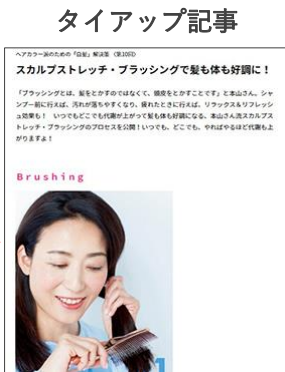 タイアップ記事
ヘアカラー派のための「白髪」解決策 〈第10回〉
スカルプストレッチ・ブラッシングで髪も体も好調に！
「ブラッシングとは、髪をとかすのではなくて、頭皮をとかすことです」と本山さん。シャ
ンプー前に行えば、汚れが落ちやすくなり、疲れたときに行えば、リラックス＆リフレッシ
ュ効果も！　いつでもどこでも代謝が上がって髪も体も好調になる、本山さん流スカルプス
トレッチ・ブラッシングのプロセスを公開！いつでも、どこでも、やればやるほど代謝も上
がりますよ！
Brushing
1